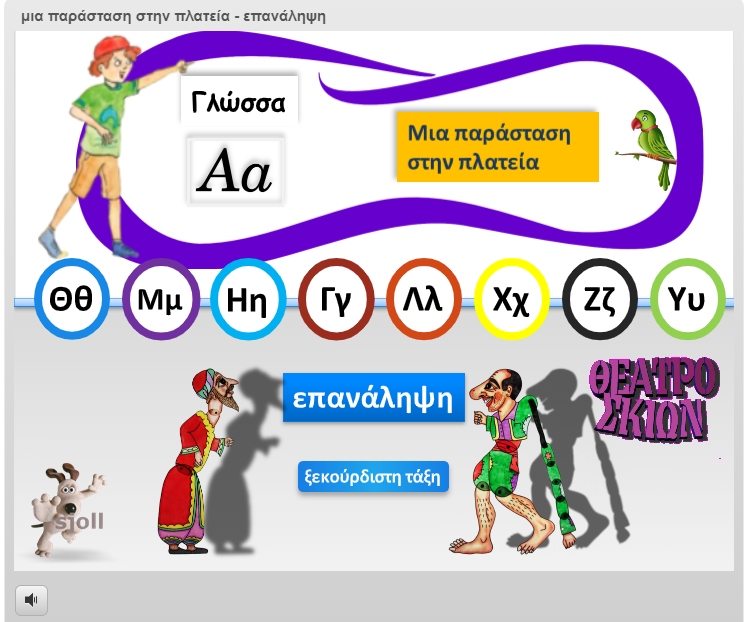 μια παράσταση στην πλατεία - επανάληψη
Γλώσσα
Αα
Μια παράσταση
στην πλατεία
Θθ Μμ Ηη Γγ Λλ Χχ Ζζ Υυ
ΘΕΑΤΡΟ
ΣΚΙΩΝ
επανάληψη
ξεκούρδιστη τάξη
sjoll